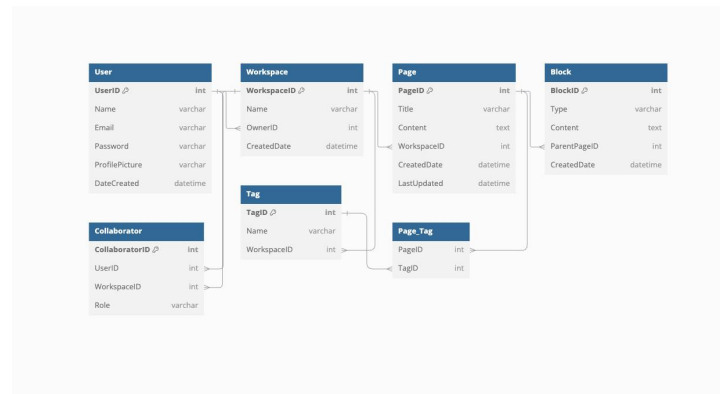 User
UserID int
Name varchar
Email varchar
Password varchar
ProfilePicture varchar
DateCreated datetime
Workspace
WorkspaceID int
Name varchar
OwnerID int
CreatedDate datetime
Page
PageID int
Title varchar
Content text
WorkspaceID int
CreatedDate datetime
LastUpdated datetime
Block
BlockID int
Type varchar
Content text
ParentPageID int
CreatedDate datetime
Tag
TagID int
Name varchar
WorkspaceID int
Collaborator
CollaboratorID int
UserID int
WorkspaceID int
Role varchar
Page_Tag
PageID int
TagID int